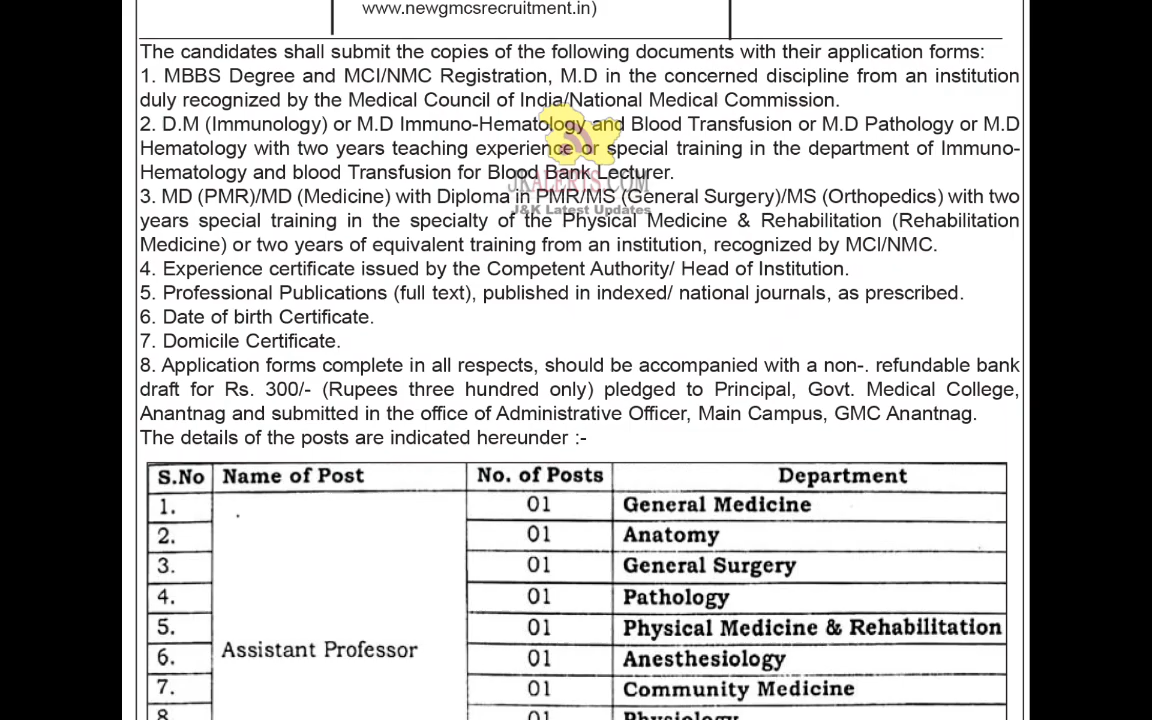 www.newgmcsrecruitment.in)
The candidates shall submit the copies of the following documents with their application forms:
1. MBBS Degree and MCI/NMC Registration, M.D in the concerned discipline from an institution
duly recognized by the Medical Council of India/National Medical Commission.
2. D.M (Immunology) or M.D Immuno-Hematology and Blood Transfusion or M.D Pathology or M.D
Hematology with two years teaching experience or special training in the department of Immuno-
Hematology and blood Transfusion for Blood Bank Lecturer.
JKALERTS.COM
3. MD (PMR)/MD (Medicine) with Diploma in PMR/MS (General Surgery)/MS (Orthopedics) with two
J&K Latest Updates
years special training in the specialty of the Physical Medicine & Rehabilitation (Rehabilitation
Medicine) or two years of equivalent training from an institution, recognized by MCI/NMC.
4. Experience certificate issued by the Competent Authority/ Head of Institution.
5. Professional Publications (full text), published in indexed/ national journals, as prescribed.
6. Date of birth Certificate.
7. Domicile Certificate.
8. Application forms complete in all respects, should be accompanied with a non-. refundable bank
draft for Rs. 300/- (Rupees three hundred only) pledged to Principal, Govt. Medical College,
Anantnag and submitted in the office of Administrative Officer, Main Campus, GMC Anantnag.
The details of the posts are indicated hereunder :-
S.No Name of Post No. of Posts Department
1. 01 General Medicine
2. 01 Anatomy
3. 01 General Surgery
4. 01 Pathology
5. 01 Physical Medicine & Rehabilitation
Assistant Professor
6. 01 Anesthesiology
7. 01 Community Medicine
8. 01 Physiology